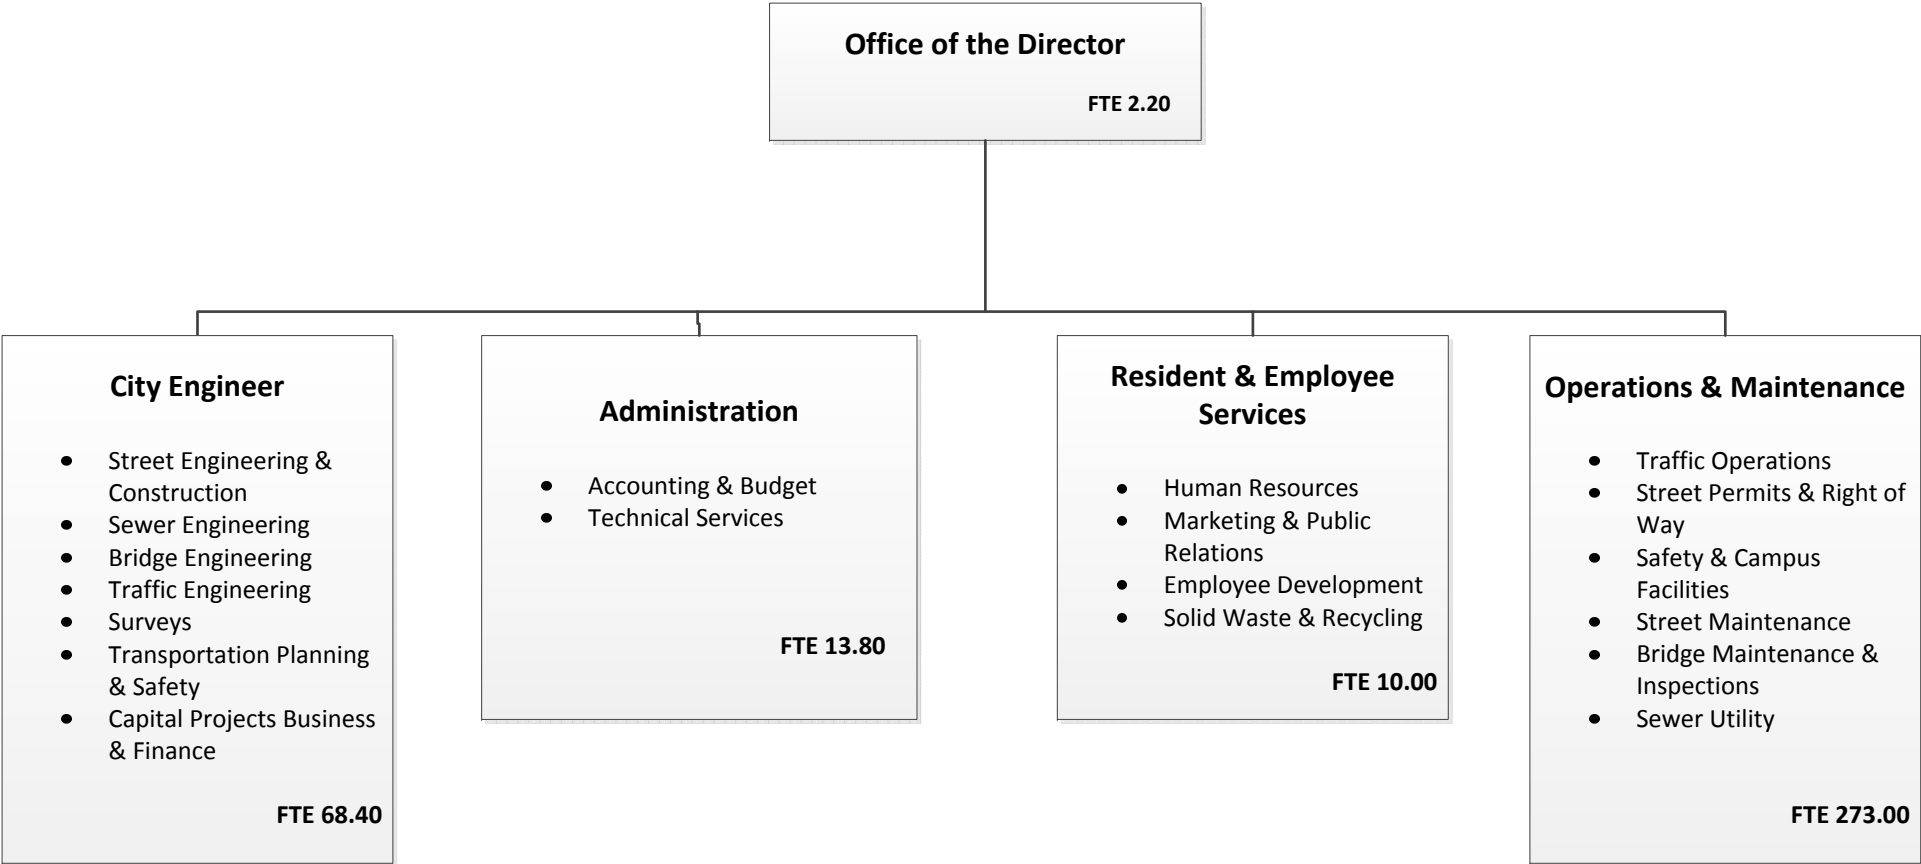 Office of the Director
FTE 2.20
City Engineer
• Street Engineering &
Construction
• Sewer Engineering
• Bridge Engineering
• Traffic Engineering
• Surveys
• Transportation Planning
& Safety
• Capital Projects Business
& Finance
FTE 68.40
Administration
• Accounting & Budget
• Technical Services
FTE 13.80
Resident & Employee
Services
• Human Resources
• Marketing & Public
Relations
• Employee Development
• Solid Waste & Recycling
FTE 10.00
Operations & Maintenance
• Traffic Operations
• Street Permits & Right of
Way
• Safety & Campus
Facilities
• Street Maintenance
• Bridge Maintenance &
Inspections
• Sewer Utility
FTE 273.00